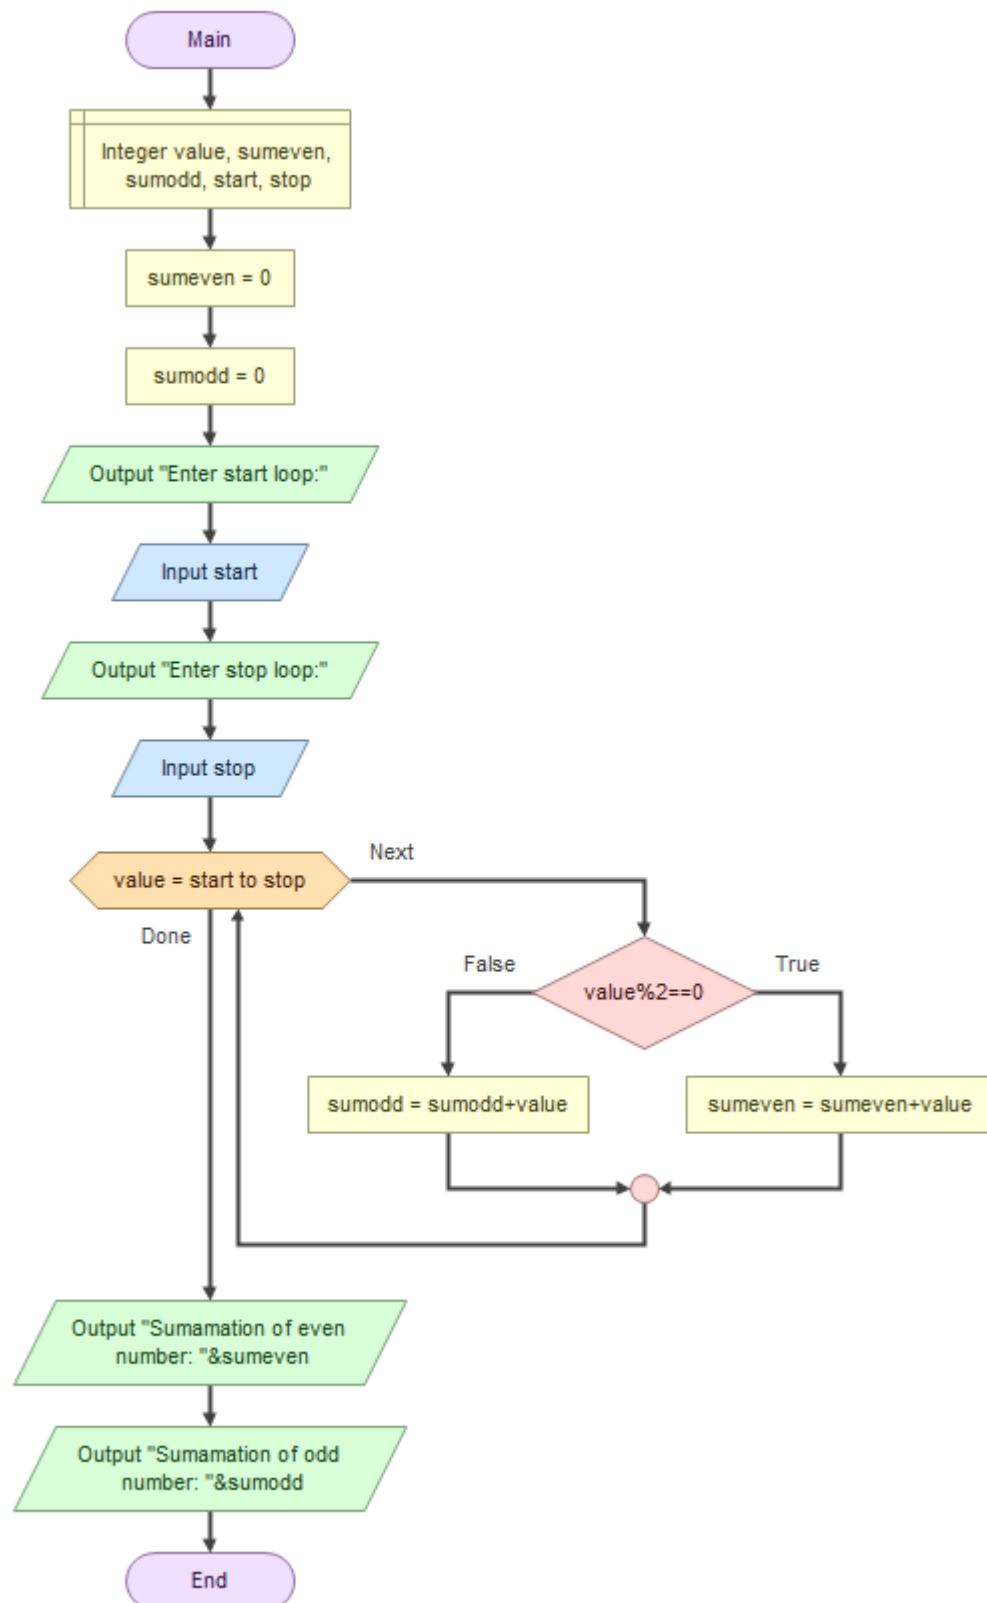 Main
Integer value, sumeven,
sumodd, start, stop
sumeven = 0
sumodd = 0
Output "Enter start loop:"
Input start
Output "Enter stop loop:"
Input stop
value = start to stop
Next
Done
False
True
value%2==0
sumodd = sumodd+value
sumeven = sumeven+value
Output "Sumamation of even
number: "&sumeven
Output "Sumamation of odd
number: "&sumodd
End